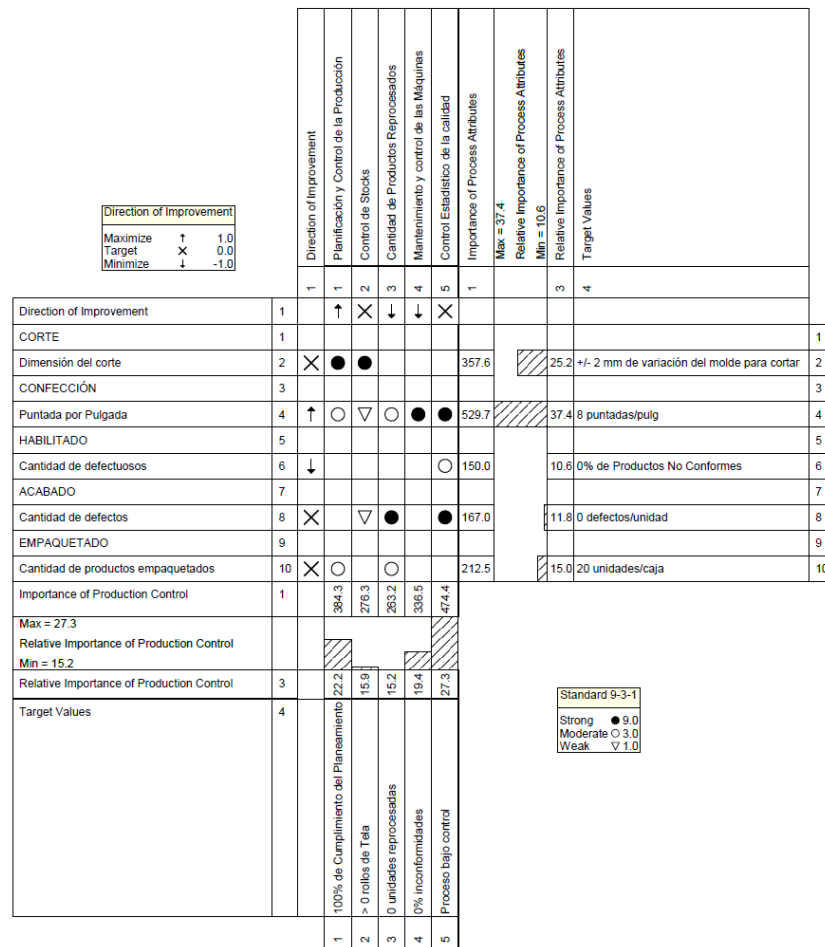 Direction of Improvement
Planificación y Control de la Producción
Control de Stocks
Cantidad de Productos Reprocesados
Mantenimiento y control de las Máquinas
Control Estadístico de la calidad
Importance of Process Attributes
Max = 37.4
Relative Importance of Process Attributes
Min = 10.6
Relative Importance of Process Attributes
Target Values
Direction of Improvement
Maximize ↑ 1.0
Target X 0.0
Minimize ↓ -1.0
1 1 2 3 4 5 1 3 4
Direction of Improvement 1 ↑ X ↓ ↓ X
CORTE 1 1
Dimensión del corte 2 X ● ● 357.6 25.2 +/- 2 mm de variación del molde para cortar 2
CONFECCIÓN 3 3
Puntada por Pulgada 4 ↑ ○ ▽ ○ ● ● 529.7 37.4 8 puntadas/pulg 4
HABILITADO 5 5
Cantidad de defectuosos 6 ↓ ○ 150.0 10.6 0% de Productos No Conformes 6
ACABADO 7 7
Cantidad de defectos 8 X ▽ ● ● 167.0 11.8 0 defectos/unidad 8
EMPAQUETADO 9 9
Cantidad de productos empaquetados 10 X ○ ○ 212.5 15.0 20 unidades/caja 10
Importance of Production Control 1 384.3 276.3 263.2 336.5 474.4
Max = 27.3
Relative Importance of Production Control
Min = 15.2
Relative Importance of Production Control 3 22.2 15.9 15.2 19.4 27.3
Standard 9-3-1
Strong ● 9.0
Moderate ○ 3.0
Weak ▽ 1.0
Target Values 4
100% de Cumplimiento del Planeamiento
> 0 rollos de Tela
0 unidades reprocesadas
0% inconformidades
Proceso bajo control
1 2 3 4 5